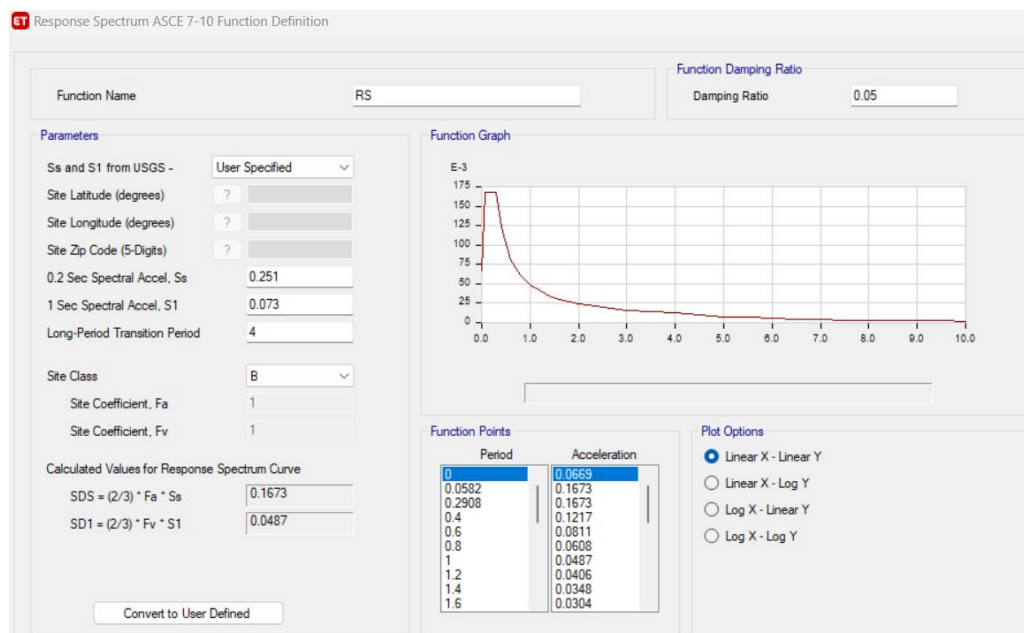 ET Response Spectrum ASCE 7-10 Function Definition
Function Name RS
Function Damping Ratio
Damping Ratio 0.05
Parameters
Ss and S1 from USGS - User Specified
Site Latitude (degrees) ?
Site Longitude (degrees) ?
Site Zip Code (5-Digits) ?
0.2 Sec Spectral Accel, Ss 0.251
1 Sec Spectral Accel, S1 0.073
Long-Period Transition Period 4
Site Class B
Site Coefficient, Fa 1
Site Coefficient, Fv 1
Calculated Values for Response Spectrum Curve
SDS = (2/3) * Fa * Ss 0.1673
SD1 = (2/3) * Fv * S1 0.0487
Convert to User Defined
Function Graph
E-3
175
150
125
100
75
50
25
0
0.0 1.0 2.0 3.0 4.0 5.0 6.0 7.0 8.0 9.0 10.0
Function Points
Period Acceleration
0 0.0669
0.0582 0.1673
0.2908 0.1673
0.4 0.1217
0.6 0.0811
0.8 0.0608
1 0.0487
1.2 0.0406
1.4 0.0348
1.6 0.0304
Plot Options
Linear X - Linear Y
Linear X - Log Y
Log X - Linear Y
Log X - Log Y